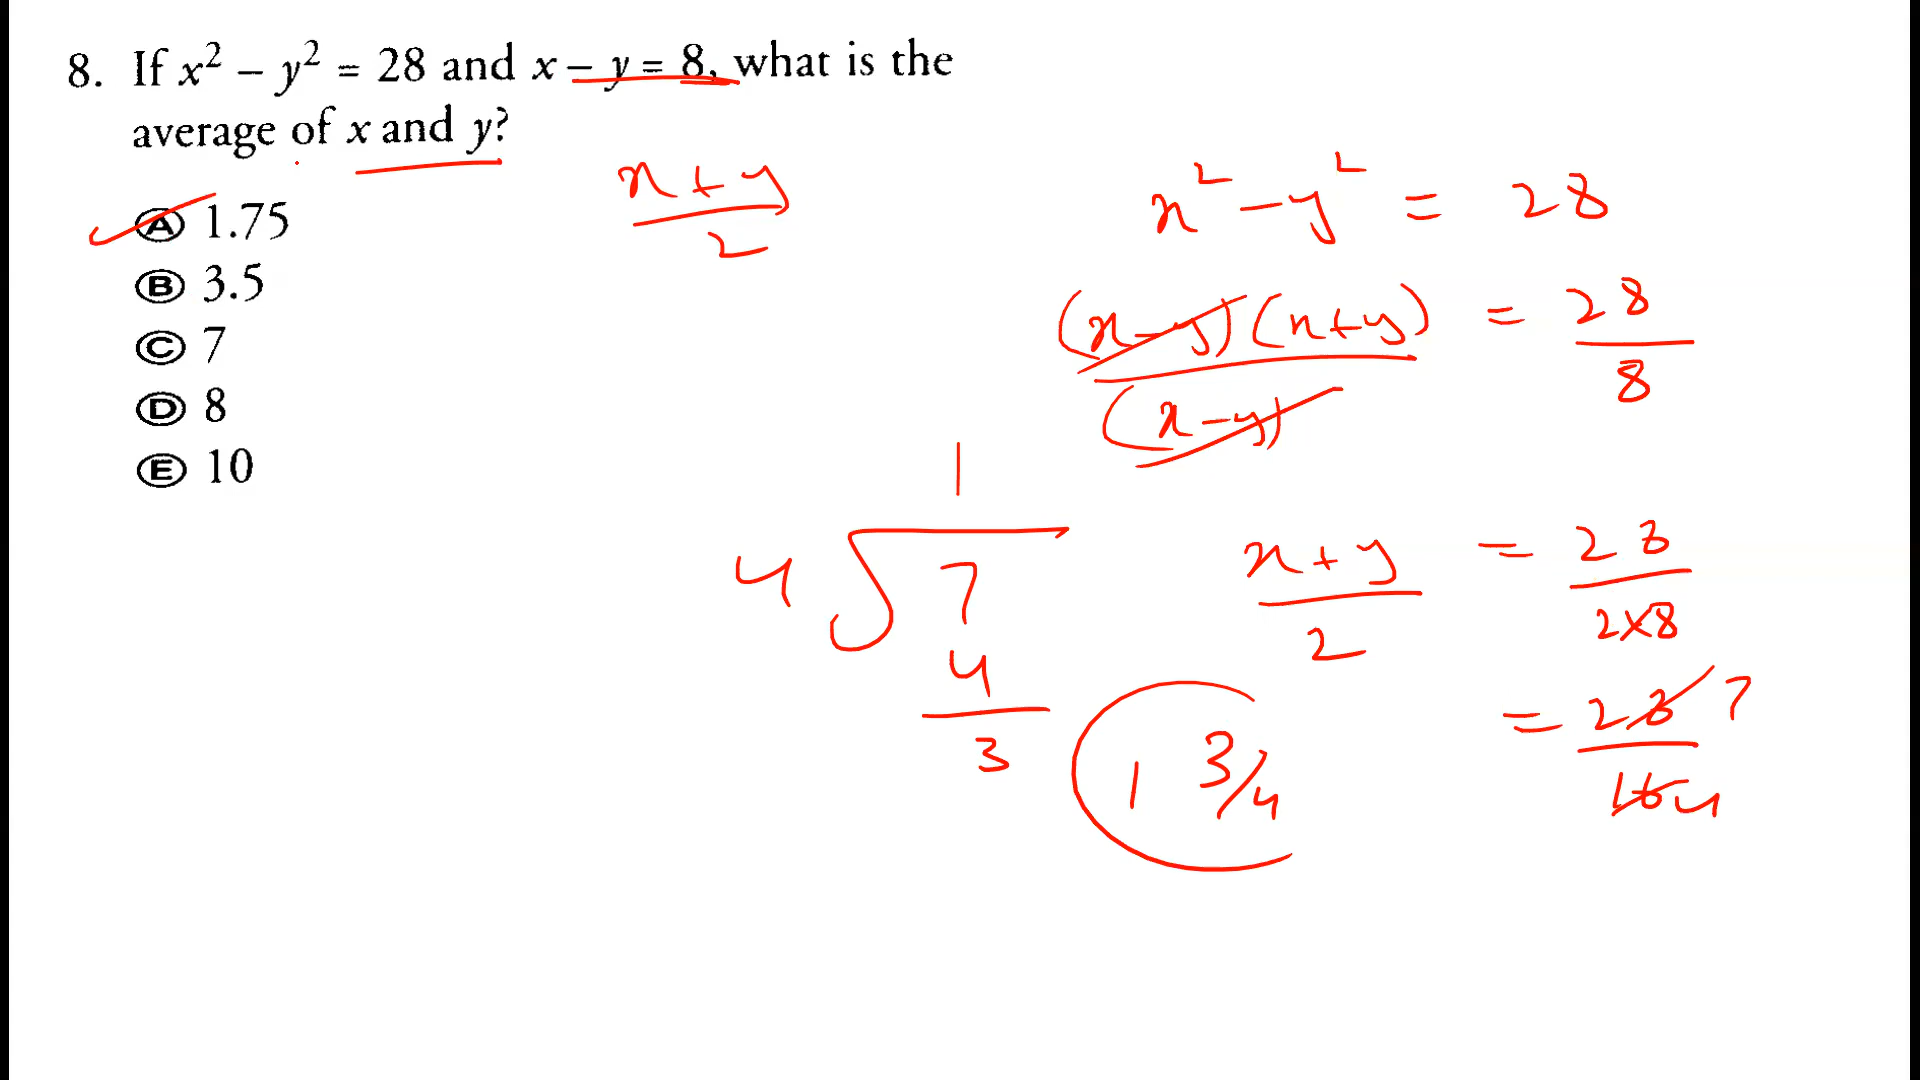 8. If x² – y² = 28 and x – y = 8, what is the
average of x and y?
Ⓐ 1.75
Ⓑ 3.5
Ⓒ 7
Ⓓ 8
Ⓔ 10
x+y
2
x² – y² = 28
(x–y)(x+y) = 28
(x–y) 8
1
4 7
4
3
x+y = 28
2 2×8
= 28 7
16 4
1 3/4